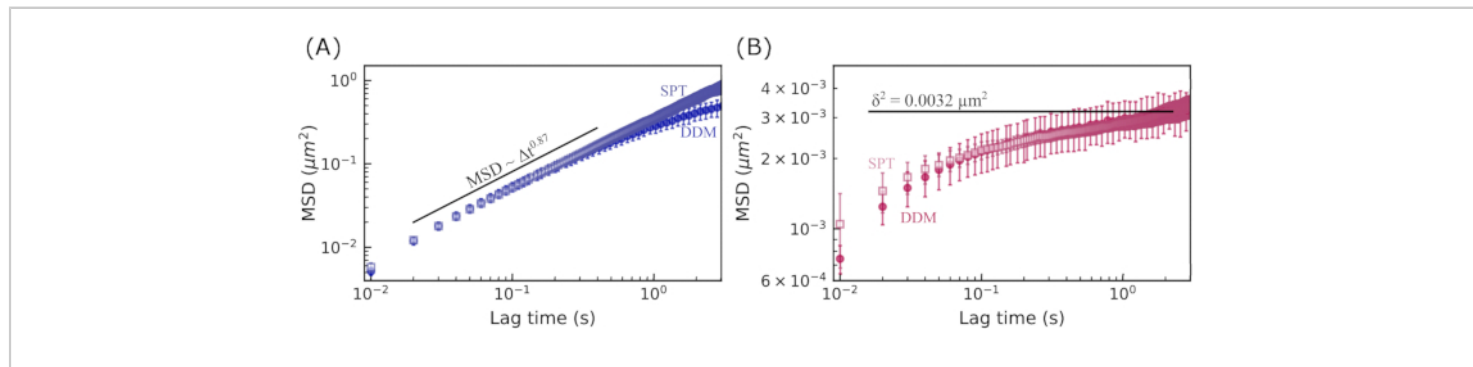 (A)
MSD (μm²)
10⁰
10⁻¹
10⁻²
SPT
DDM
MSD ~ Δt⁰·⁸⁷
10⁻² 10⁻¹ 10⁰
Lag time (s)
(B)
MSD (μm²)
4 × 10⁻³
3 × 10⁻³
2 × 10⁻³
10⁻³
6 × 10⁻⁴
δ² = 0.0032 μm²
SPT
DDM
10⁻² 10⁻¹ 10⁰
Lag time (s)